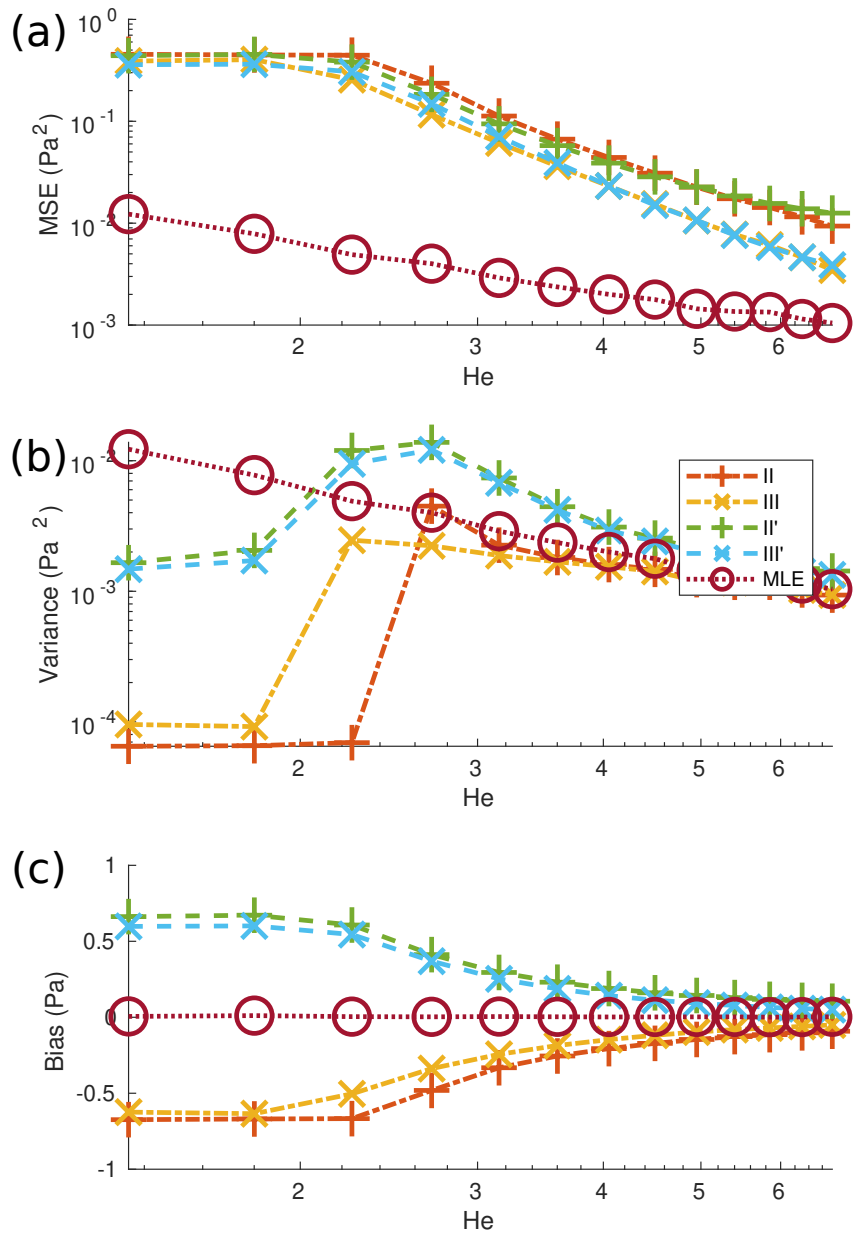 (a)
10^0
10^-1
10^-2
10^-3
MSE (Pa^2)
2
3
4
5
6
He
(b)
10^-2
10^-3
10^-4
Variance (Pa ^2)
II
III
II'
III'
MLE
2
3
4
5
6
He
(c)
1
0.5
0
-0.5
-1
Bias (Pa)
2
3
4
5
6
He